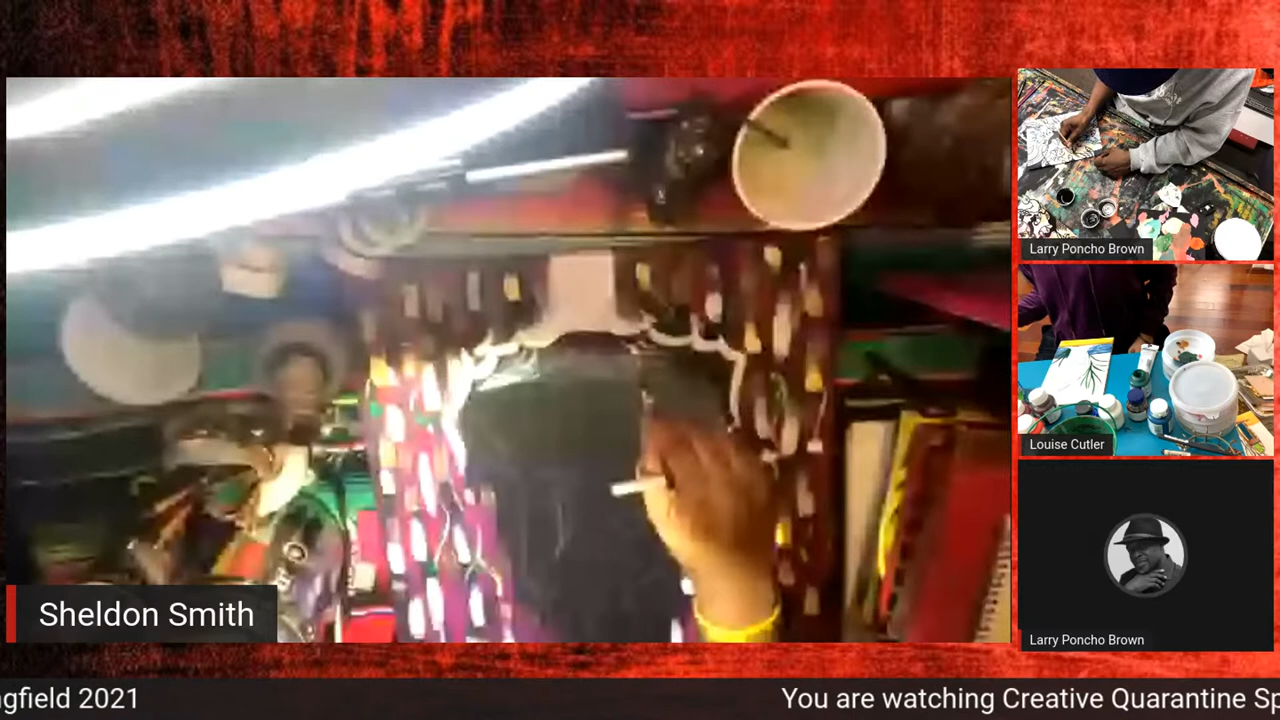 Larry Poncho Brown
Louise Cutler
Sheldon Smith
Larry Poncho Brown
ngfield 2021
You are watching Creative Quarantine Sp